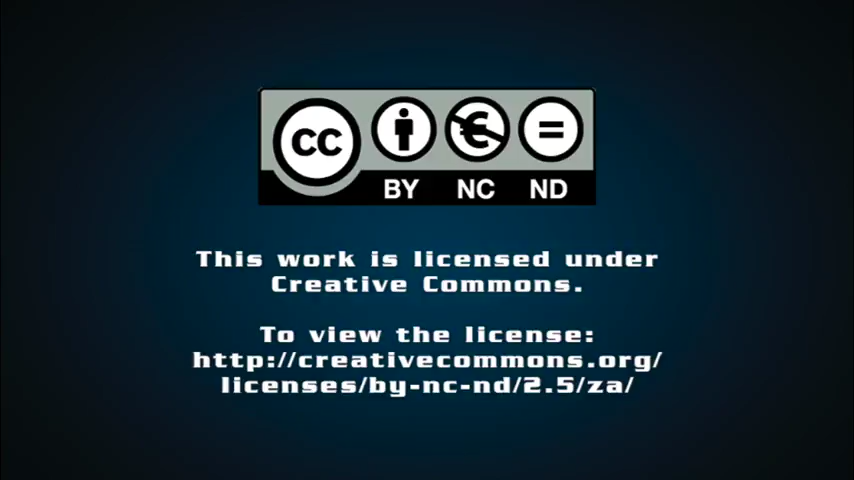 CC
BY NC ND
This work is licensed under
Creative Commons.
To view the license:
http://creativecommons.org/
licenses/by-nc-nd/2.5/za/